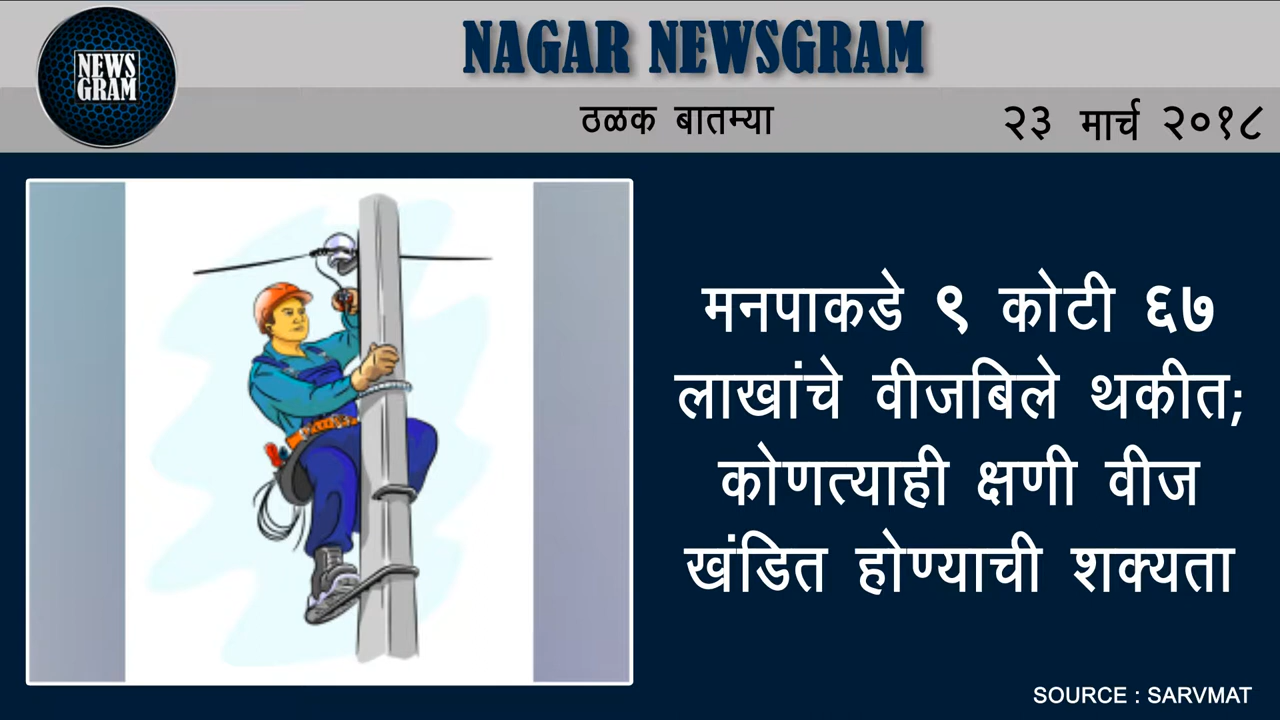 NEWS
GRAM
NAGAR NEWSGRAM
ठळक बातम्या
२३ मार्च २०१८
मनपाकडे ९ कोटी ६७
लाखांचे वीजबिले थकीत;
कोणत्याही क्षणी वीज
खंडित होण्याची शक्यता
SOURCE : SARVMAT